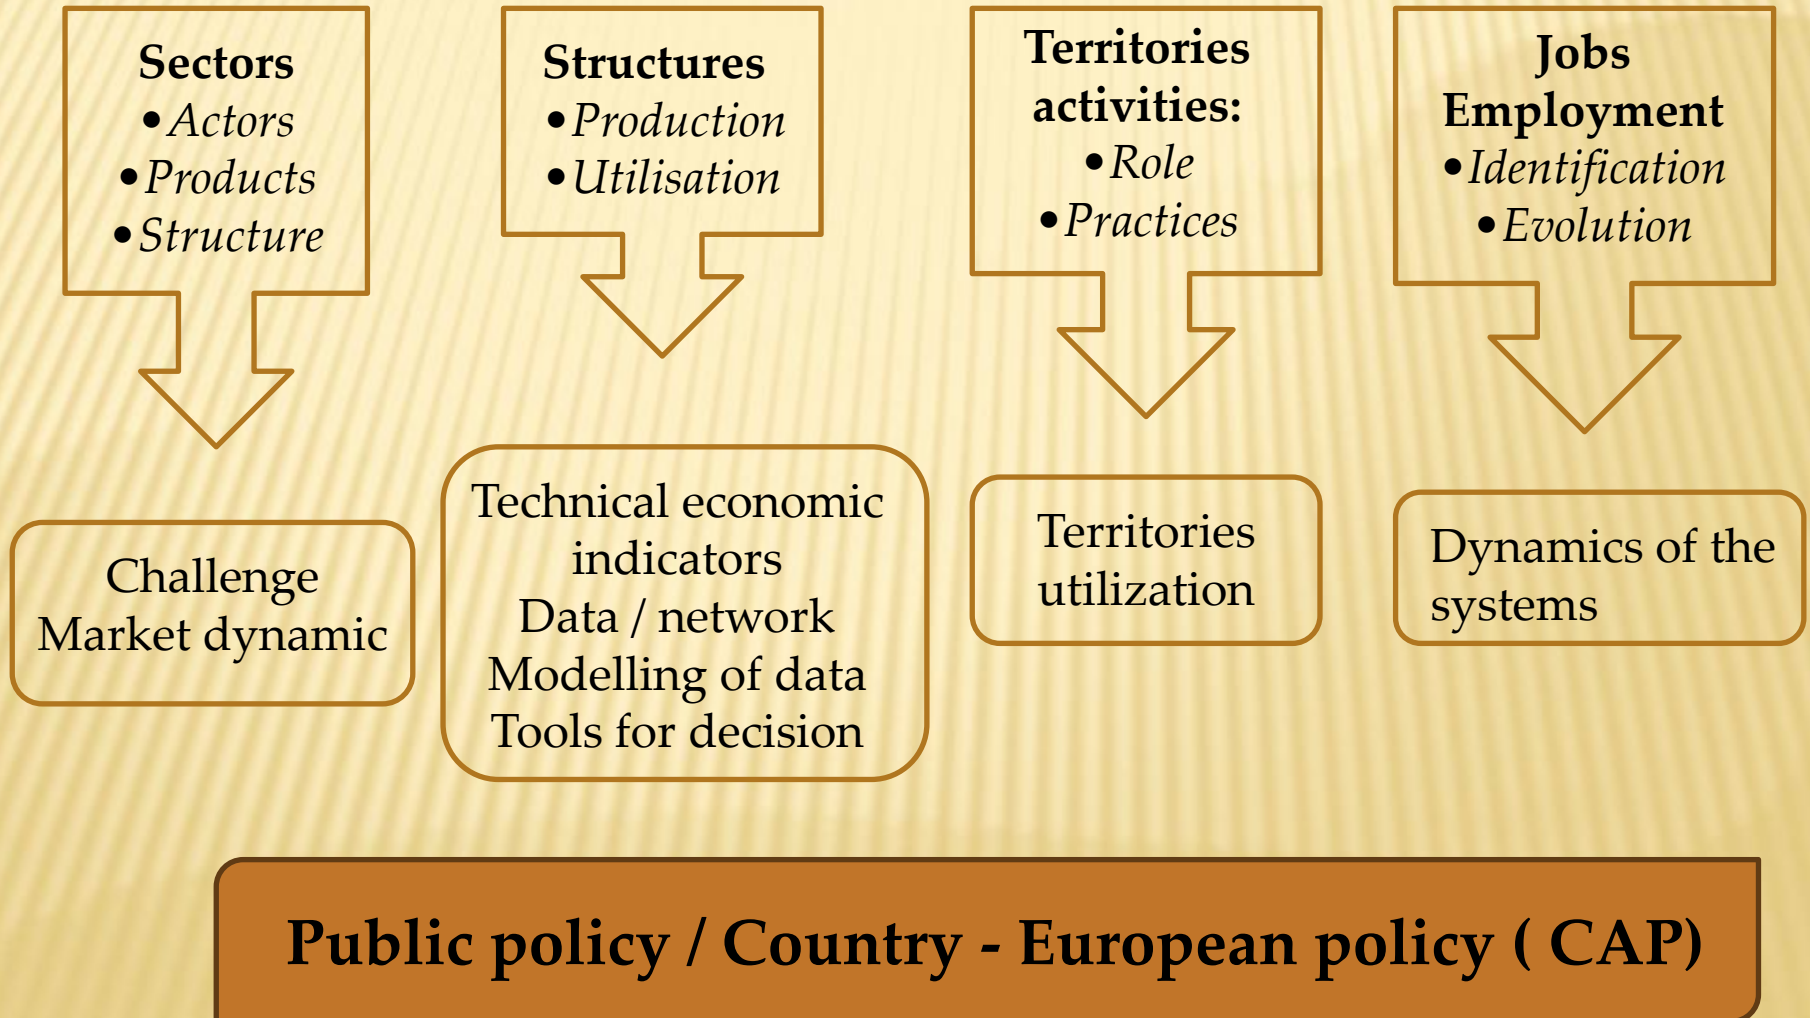 Sectors
•Actors
•Products
•Structure
Structures
•Production
•Utilisation
Territories
activities:
•Role
•Practices
Jobs
Employment
•Identification
•Evolution
Challenge
Market dynamic
Technical economic
indicators
Data / network
Modelling of data
Tools for decision
Territories
utilization
Dynamics of the
systems
Public policy / Country - European policy ( CAP)